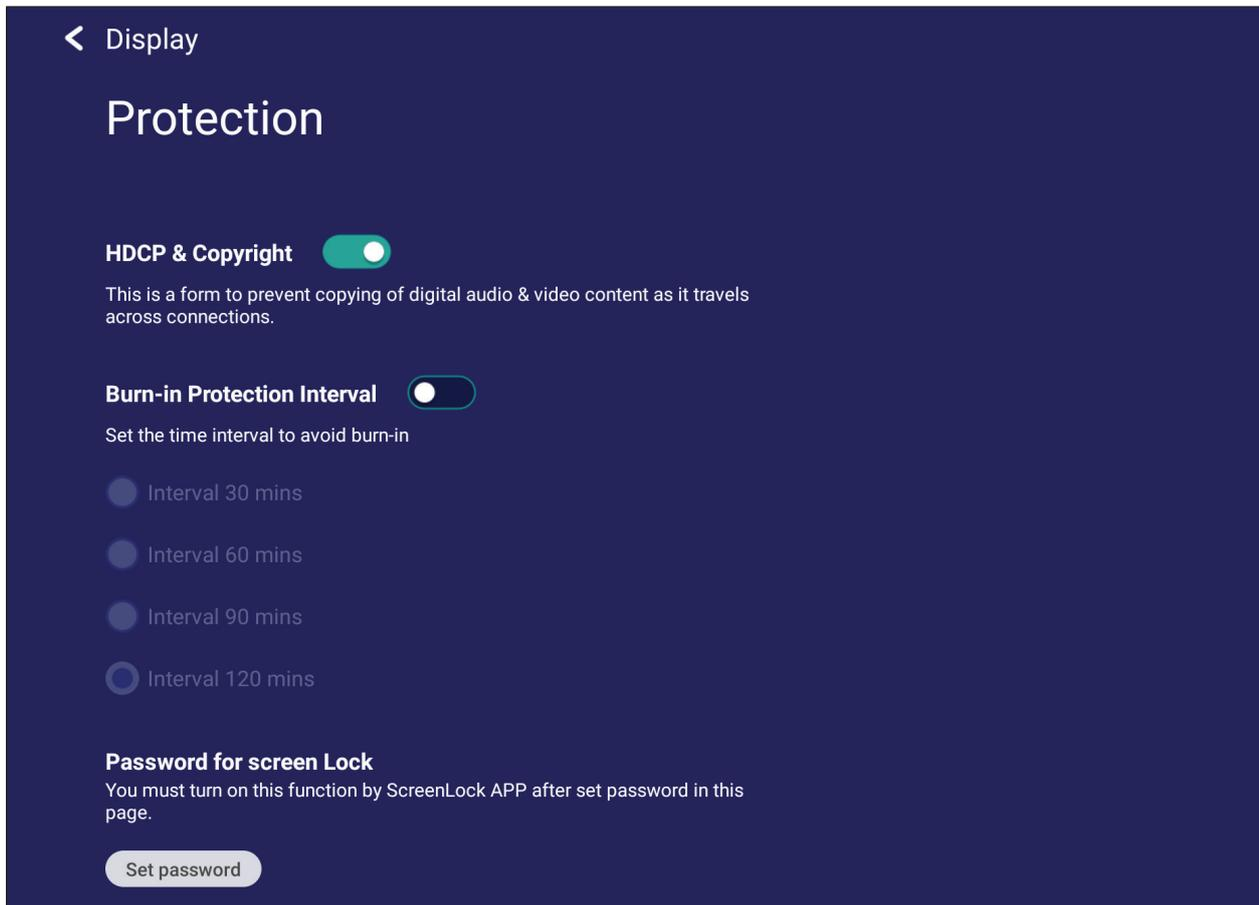 Display
Protection
HDCP & Copyright
This is a form to prevent copying of digital audio & video content as it travels
across connections.
Burn-in Protection Interval
Set the time interval to avoid burn-in
Interval 30 mins
Interval 60 mins
Interval 90 mins
Interval 120 mins
Password for screen Lock
You must turn on this function by ScreenLock APP after set password in this
page.
Set password